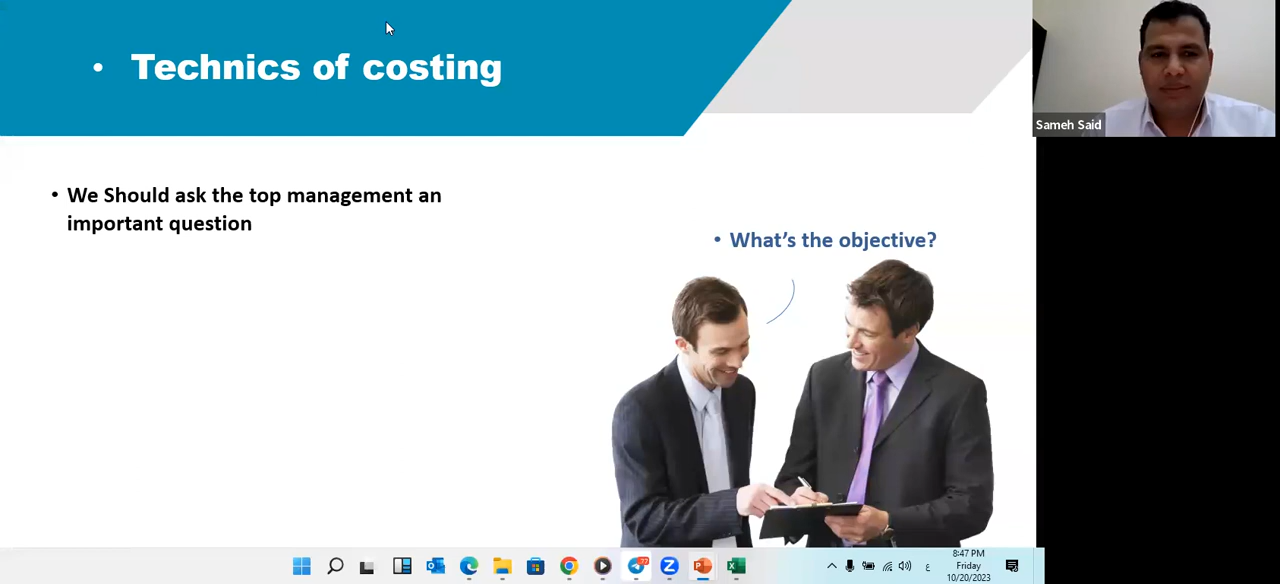 • Technics of costing
Sameh Said
• We Should ask the top management an
important question
• What's the objective?
8:47 PM
Friday
10/20/2023
ع